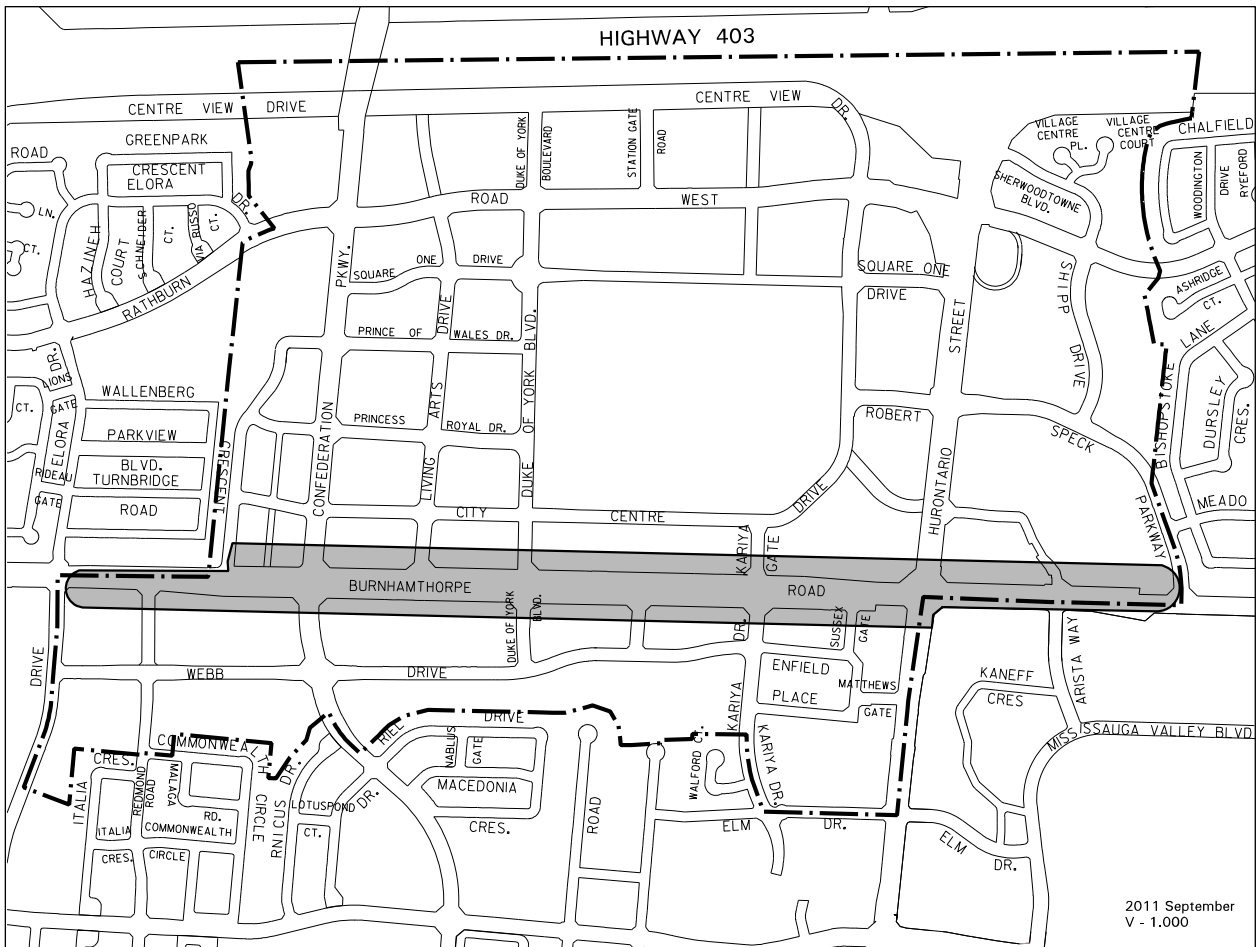 HIGHWAY 403
CENTRE VIEW DRIVE
CENTRE VIEW DR.
GREENPARK
ROAD
CRESCENT
ELORA
DR.
LN.
CT.
HAZINEH
COURT
SCHNEIDER
CT.
VIA RUSSO
CT.
RATHBURN
ROAD
WEST
DUKE OF YORK
BOULEVARD
STATION GATE
ROAD
VILLAGE
CENTRE
PL.
VILLAGE
CENTRE
COURT
CHALFIELD
SHERWOODTOWNE
BLVD.
WOODINGTON
DRIVE
RYEFORD
PKWY.
SQUARE ONE DRIVE
SQUARE ONE
DRIVE
ASHRIDGE
CT.
LANE
SHIPP
DRIVE
STREET
PRINCE OF WALES DR.
DRIVE
DUKE OF YORK BLVD.
LIONS
GATE
DR.
CT.
ELORA
WALLENBERG
PARKVIEW
BLVD.
TURNBRIDGE
ROAD
RIDEAU
GATE
CRESCENT
CONFEDERATION
PRINCESS ROYAL DR.
LIVING ARTS
ROBERT
SPECK
PARKWAY
BISHOPSTOKE
DURSLEY
CRES.
MEADO
CITY CENTRE
DRIVE
HURONTARIO
KARIYA
GATE
BURNHAMTHORPE
ROAD
DUKE OF YORK
BLVD.
DR.
SUSSEX
GATE
DRIVE
WEBB
DRIVE
ENFIELD
PLACE
MATTHEWS
GATE
KARIYA
KANEFF
CRES
ARISTA WAY
MISSISSAUGA VALLEY BLVD
COMMONWEALTH
CIRCLE
CRES.
ITALIA
REDMOND
ROAD
MALAGA
RD.
ITALIA
COMMONWEALTH
CRES.
CIRCLE
SUCINR
DR.
LOTUSPOND
CT.
DR.
RIEL
DRIVE
NABLUS
GATE
MACEDONIA
CRES.
ROAD
WALFORD
CT.
KARIYA DR.
ELM
DR.
ELM
DR.
2011 September
V - 1.000